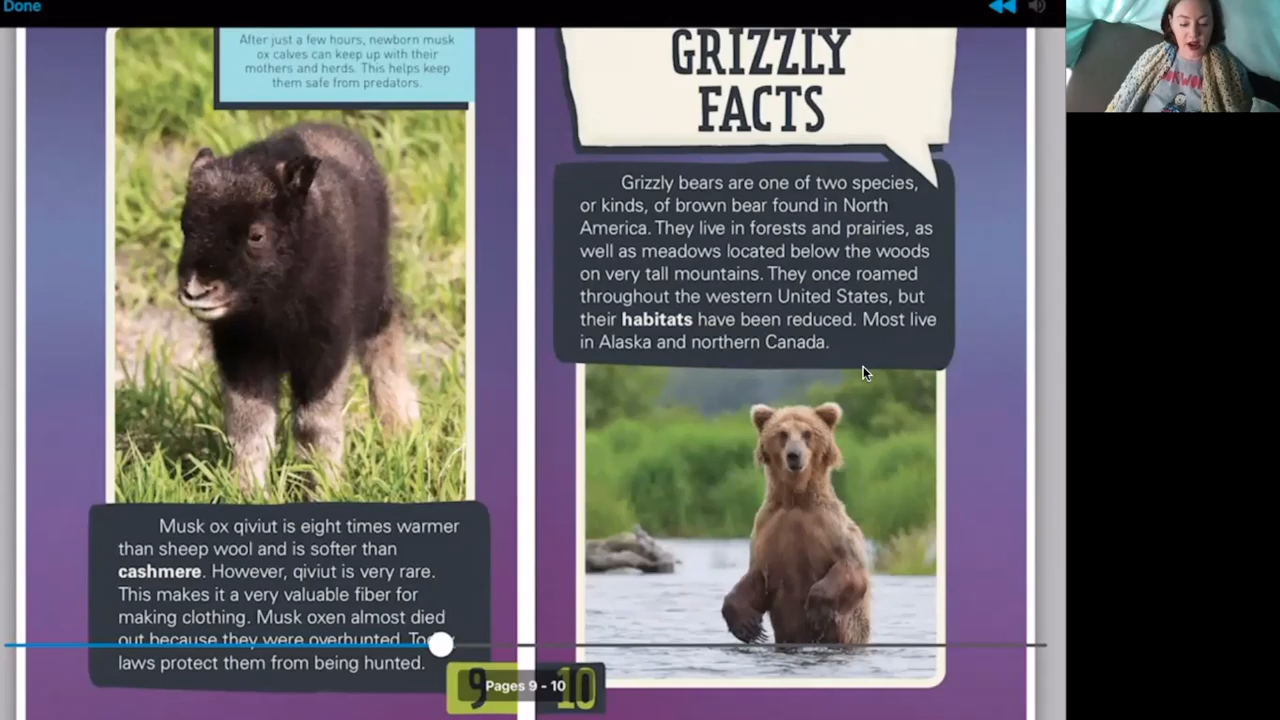 Done
After just a few hours, newborn musk
ox calves can keep up with their
mothers and herds. This helps keep
them safe from predators.
Musk ox qiviut is eight times warmer
than sheep wool and is softer than
cashmere. However, qiviut is very rare.
This makes it a very valuable fiber for
making clothing. Musk oxen almost died
out because they were overhunted. Today
laws protect them from being hunted.
9
GRIZZLY
FACTS
Grizzly bears are one of two species,
or kinds, of brown bear found in North
America. They live in forests and prairies, as
well as meadows located below the woods
on very tall mountains. They once roamed
throughout the western United States, but
their habitats have been reduced. Most live
in Alaska and northern Canada.
10
Pages 9 - 10